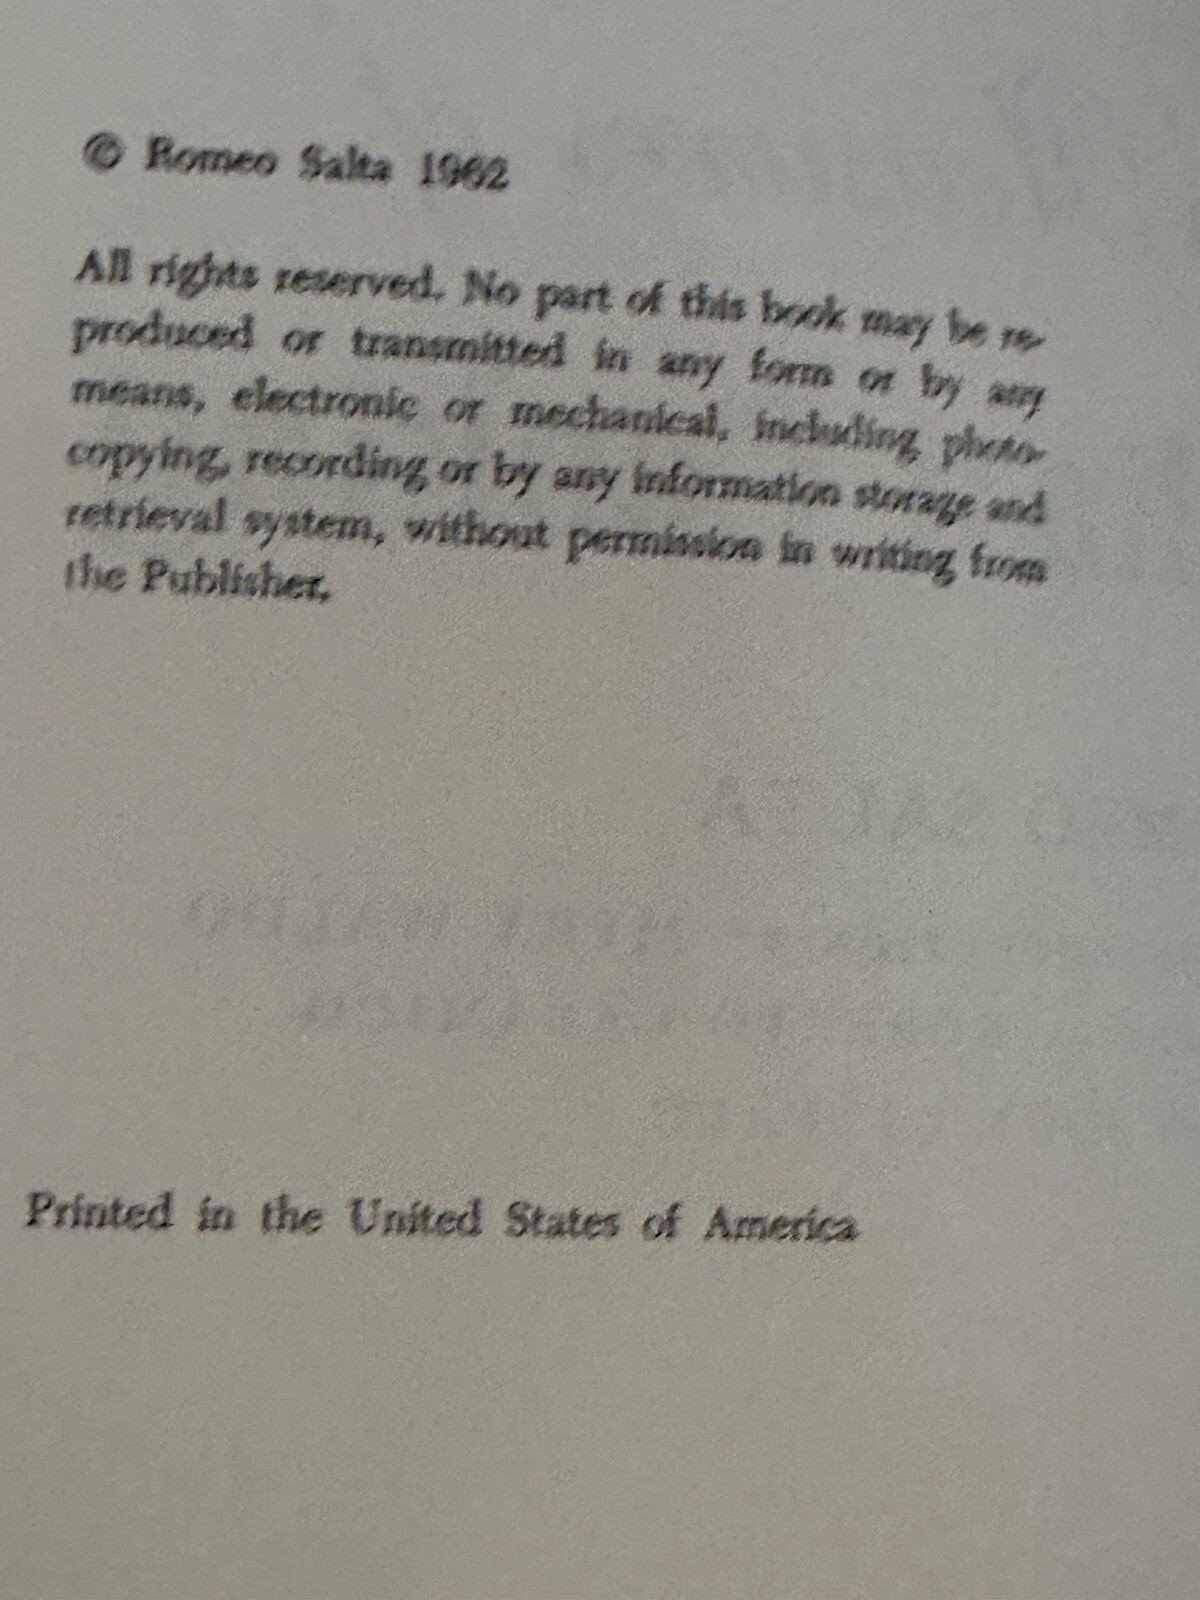 © Romeo Salta 1962
All rights reserved. No part of this book may be re-
produced or transmitted in any form or by any
means, electronic or mechanical, including photo-
copying, recording or by any information storage and
retrieval system, without permission in writing from
the Publisher.
SALTA
Printed in the United States of America